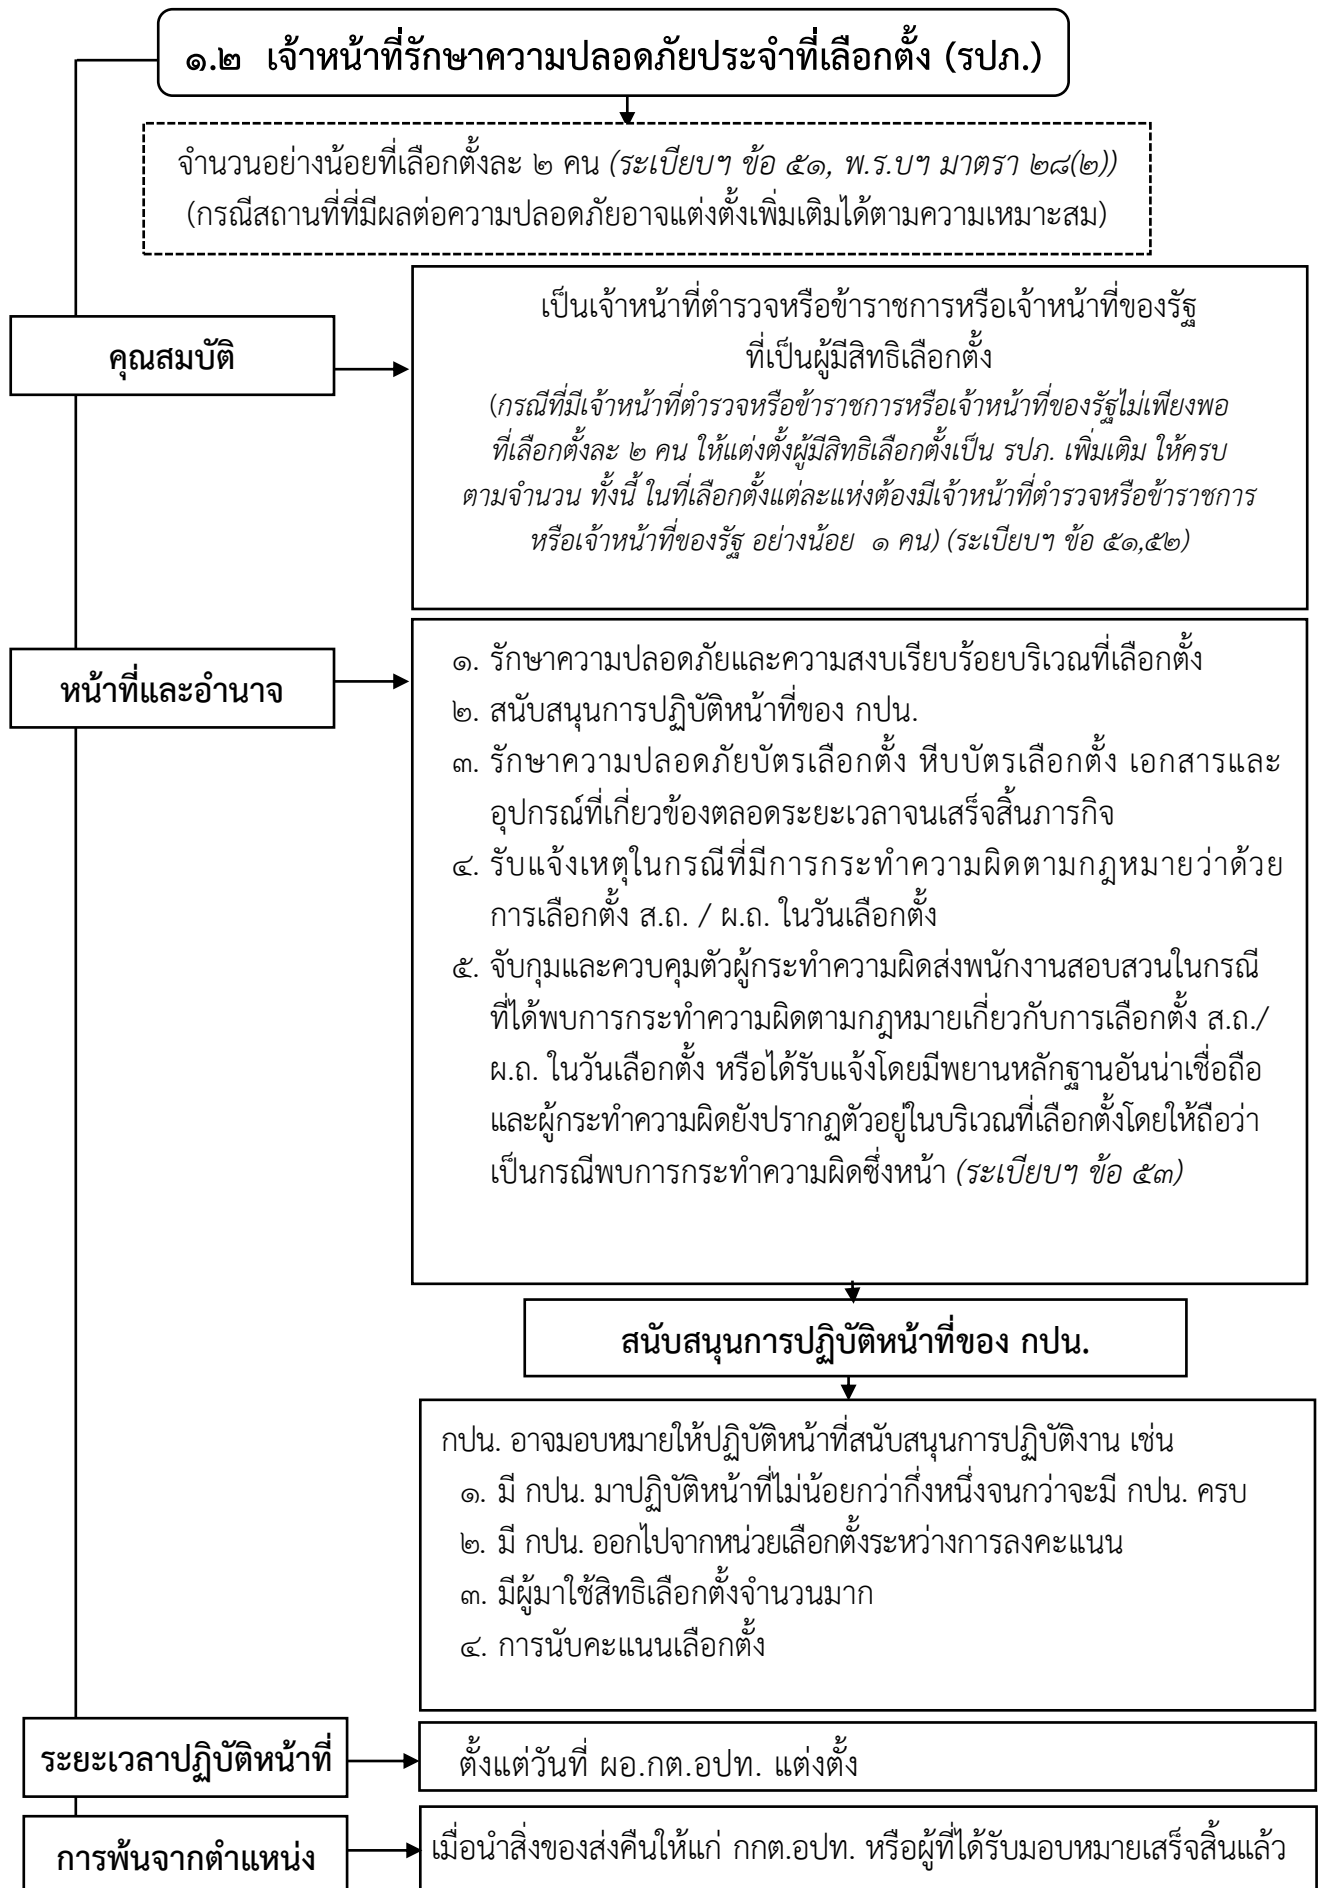 ๑.๒ เจ้าหน้าที่รักษาความปลอดภัยประจำที่เลือกตั้ง (รปภ.)
จำนวนอย่างน้อยที่เลือกตั้งละ ๒ คน (ระเบียบฯ ข้อ ๕๑, พ.ร.บฯ มาตรา ๒๘(๒))
(กรณีสถานที่ที่มีผลต่อความปลอดภัยอาจแต่งตั้งเพิ่มเติมได้ตามความเหมาะสม)
คุณสมบัติ
เป็นเจ้าหน้าที่ตำรวจหรือข้าราชการหรือเจ้าหน้าที่ของรัฐ
ที่เป็นผู้มีสิทธิเลือกตั้ง
(กรณีที่มีเจ้าหน้าที่ตำรวจหรือข้าราชการหรือเจ้าหน้าที่ของรัฐไม่เพียงพอ
ที่เลือกตั้งละ ๒ คน ให้แต่งตั้งผู้มีสิทธิเลือกตั้งเป็น รปภ. เพิ่มเติม ให้ครบ
ตามจำนวน ทั้งนี้ ในที่เลือกตั้งแต่ละแห่งต้องมีเจ้าหน้าที่ตำรวจหรือข้าราชการ
หรือเจ้าหน้าที่ของรัฐ อย่างน้อย ๑ คน) (ระเบียบฯ ข้อ ๕๑,๕๒)
หน้าที่และอำนาจ
๑. รักษาความปลอดภัยและความสงบเรียบร้อยบริเวณที่เลือกตั้ง
๒. สนับสนุนการปฏิบัติหน้าที่ของ กปน.
๓. รักษาความปลอดภัยบัตรเลือกตั้ง หีบบัตรเลือกตั้ง เอกสารและ
อุปกรณ์ที่เกี่ยวข้องตลอดระยะเวลาจนเสร็จสิ้นภารกิจ
๔. รับแจ้งเหตุในกรณีที่มีการกระทำความผิดตามกฎหมายว่าด้วย
การเลือกตั้ง ส.ถ. / ผ.ถ. ในวันเลือกตั้ง
๕. จับกุมและควบคุมตัวผู้กระทำความผิดส่งพนักงานสอบสวนในกรณี
ที่ได้พบการกระทำความผิดตามกฎหมายเกี่ยวกับการเลือกตั้ง ส.ถ./
ผ.ถ. ในวันเลือกตั้ง หรือได้รับแจ้งโดยมีพยานหลักฐานอันน่าเชื่อถือ
และผู้กระทำความผิดยังปรากฏตัวอยู่ในบริเวณที่เลือกตั้งโดยให้ถือว่า
เป็นกรณีพบการกระทำความผิดซึ่งหน้า (ระเบียบฯ ข้อ ๕๓)
สนับสนุนการปฏิบัติหน้าที่ของ กปน.
กปน. อาจมอบหมายให้ปฏิบัติหน้าที่สนับสนุนการปฏิบัติงาน เช่น
๑. มี กปน. มาปฏิบัติหน้าที่ไม่น้อยกว่ากึ่งหนึ่งจนกว่าจะมี กปน. ครบ
๒. มี กปน. ออกไปจากหน่วยเลือกตั้งระหว่างการลงคะแนน
๓. มีผู้มาใช้สิทธิเลือกตั้งจำนวนมาก
๔. การนับคะแนนเลือกตั้ง
ระยะเวลาปฏิบัติหน้าที่
ตั้งแต่วันที่ ผอ.กต.อปท. แต่งตั้ง
การพ้นจากตำแหน่ง
เมื่อนำสิ่งของส่งคืนให้แก่ กกต.อปท. หรือผู้ที่ได้รับมอบหมายเสร็จสิ้นแล้ว